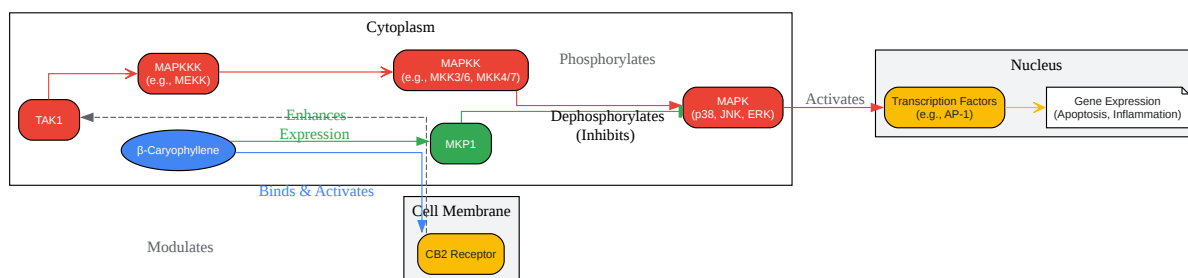 Cytoplasm
MAPKKK
(e.g., MEKK)
MAPKK
(e.g., MKK3/6, MKK4/7)
Phosphorylates
TAK1
Enhances
Expression
β-Caryophyllene
MKP1
Dephosphorylates
(Inhibits)
MAPK
(p38, JNK, ERK)
Activates
Nucleus
Transcription Factors
(e.g., AP-1)
Gene Expression
(Apoptosis, Inflammation)
Binds & Activates
Cell Membrane
CB2 Receptor
Modulates